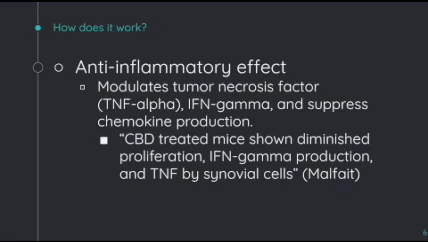 How does it work?
Anti-inflammatory effect
Modulates tumor necrosis factor
(TNF-alpha), IFN-gamma, and suppress
chemokine production.
“CBD treated mice shown diminished
proliferation, IFN-gamma production,
and TNF by synovial cells” (Malfait)
6